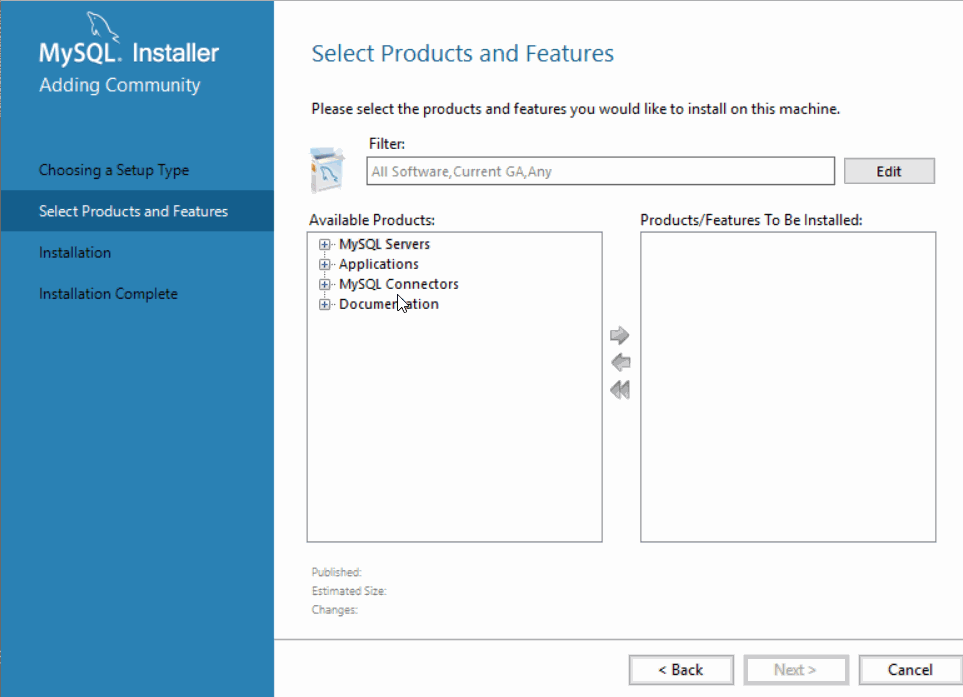 MySQL. Installer
Adding Community
Choosing a Setup Type
Select Products and Features
Installation
Installation Complete
Select Products and Features
Please select the products and features you would like to install on this machine.
Filter:
All Software,Current GA,Any
Edit
Available Products:
Products/Features To Be Installed:
MySQL Servers
Applications
MySQL Connectors
Documentation
Published:
Estimated Size:
Changes:
< Back
Next >
Cancel